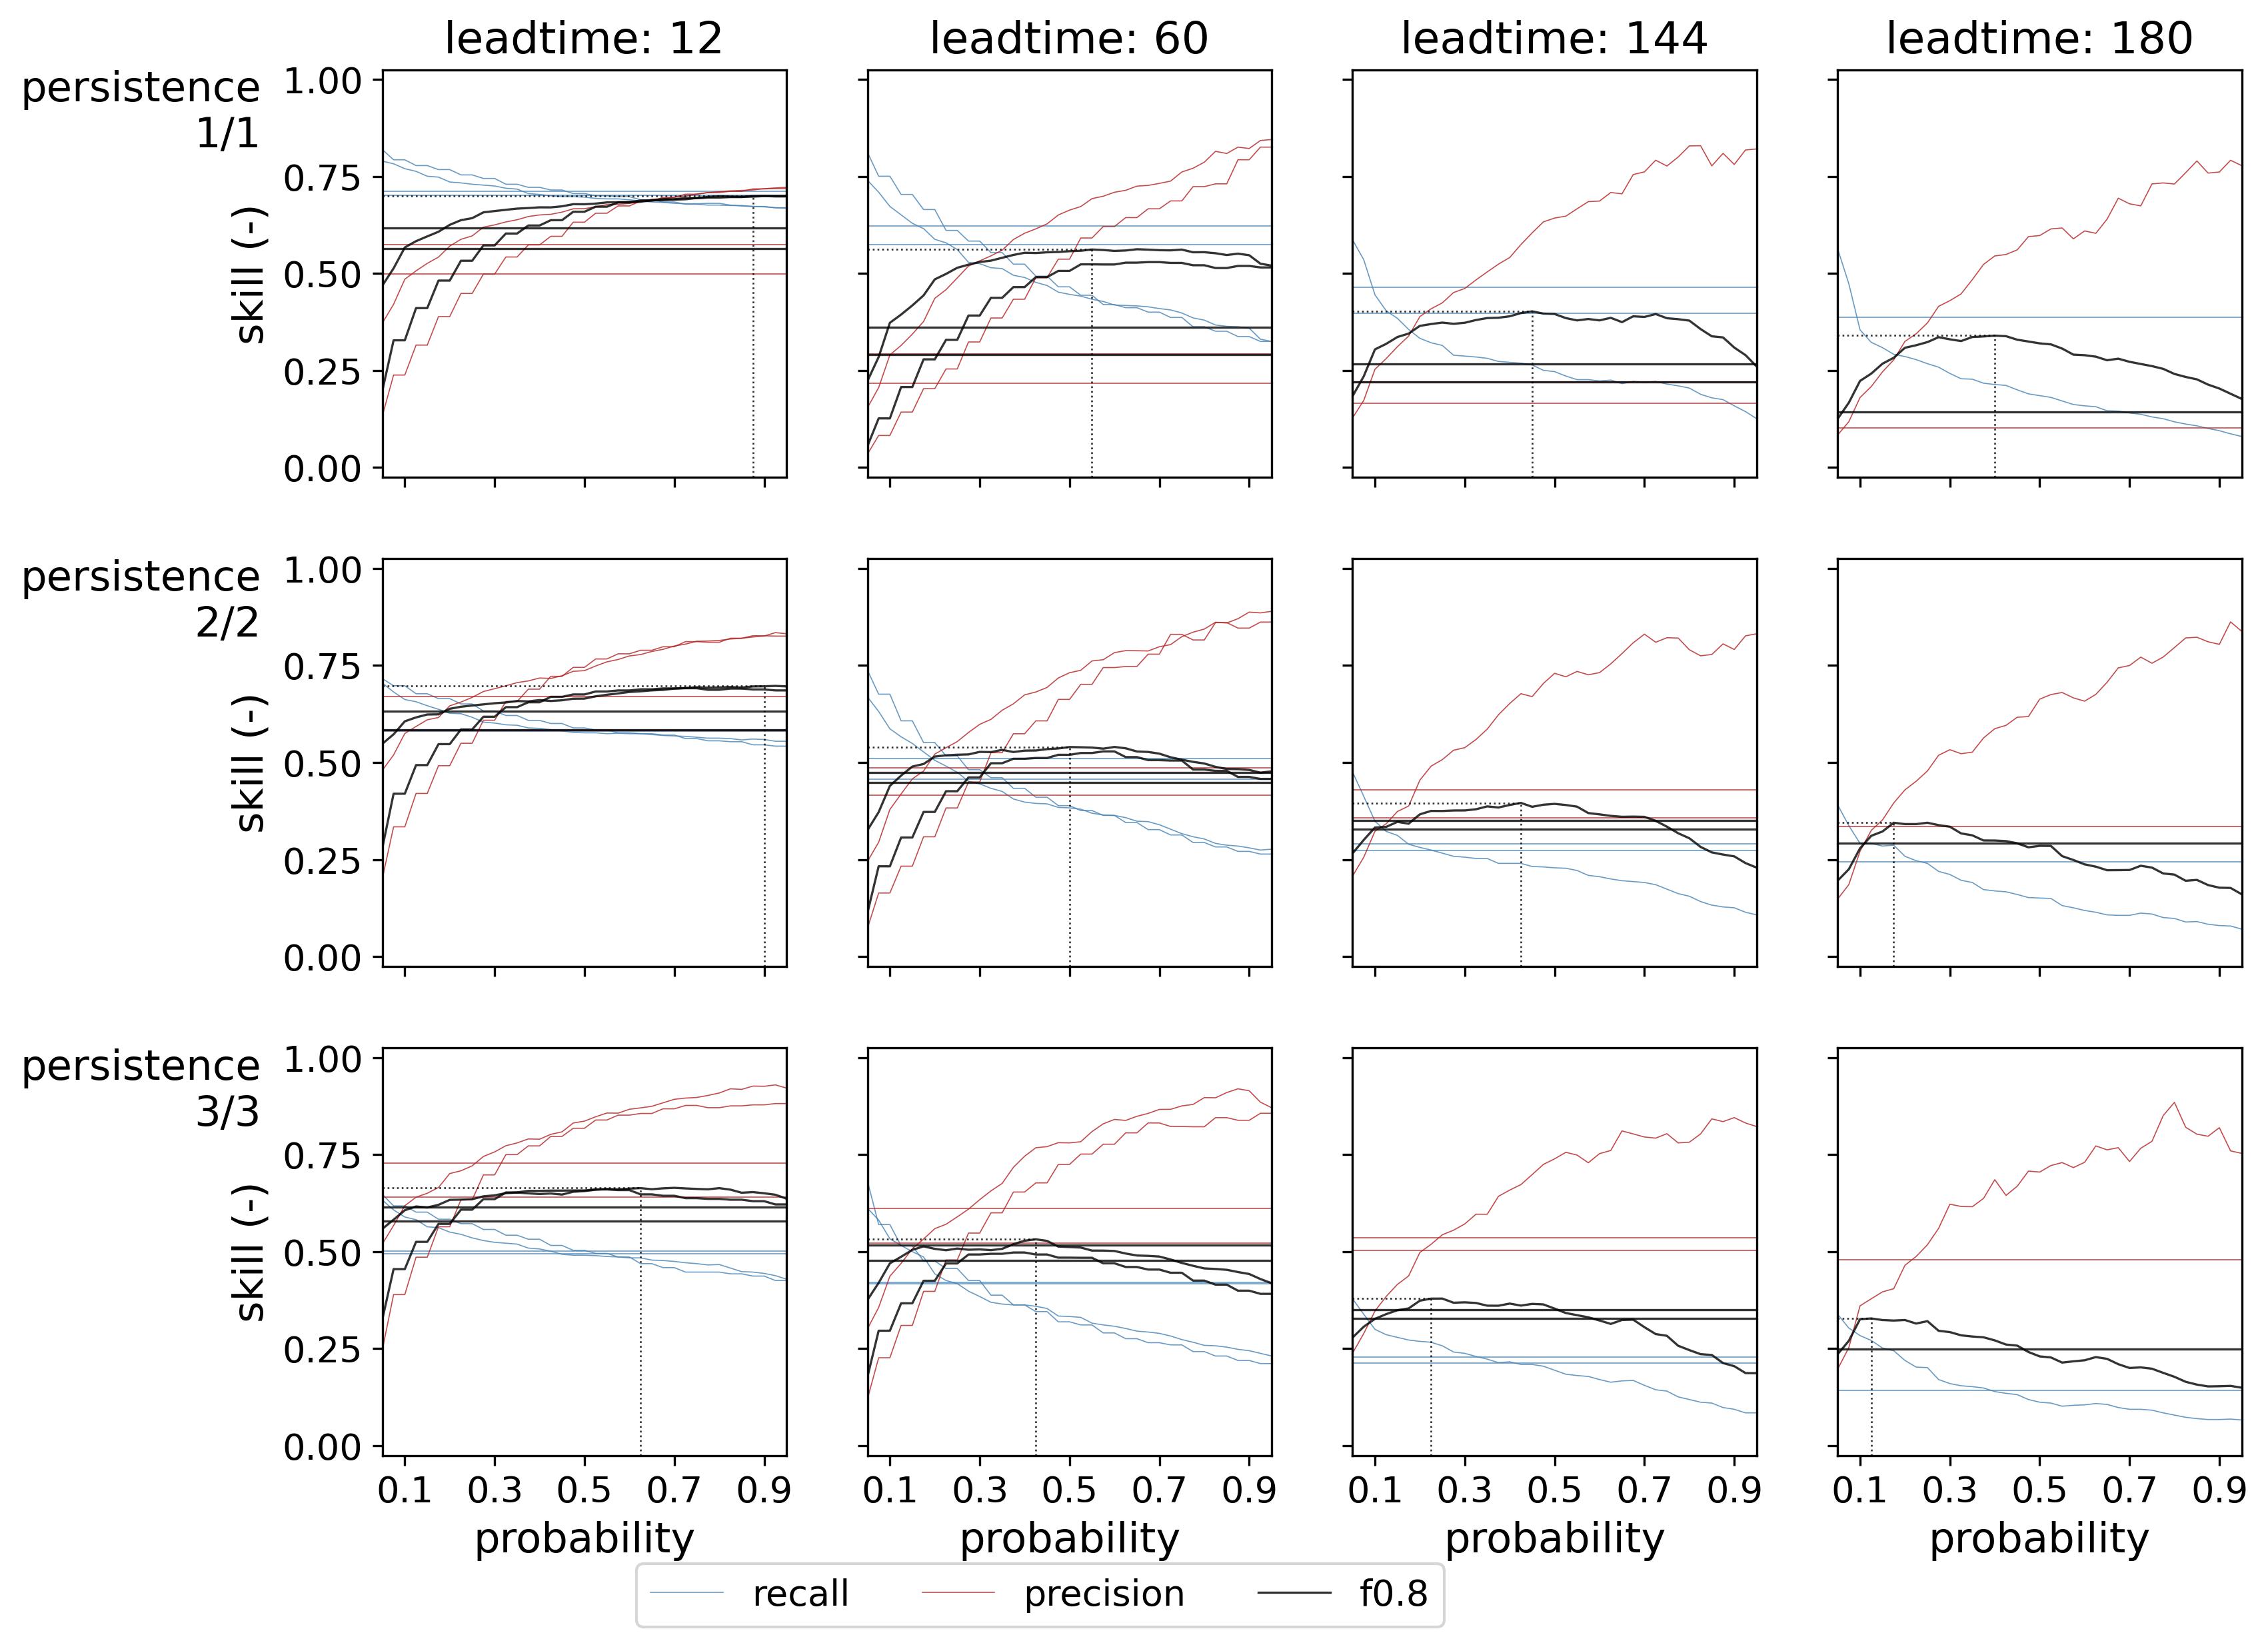 leadtime: 12 leadtime: 60 leadtime: 144 leadtime: 180
persistence
1/1
1.00
0.75
0.50
0.25
0.00
skill (-)
persistence
2/2
1.00
0.75
0.50
0.25
0.00
skill (-)
persistence
3/3
1.00
0.75
0.50
0.25
0.00
skill (-)
0.1 0.3 0.5 0.7 0.9 0.1 0.3 0.5 0.7 0.9 0.1 0.3 0.5 0.7 0.9 0.1 0.3 0.5 0.7 0.9
probability probability probability probability
recall precision f0.8